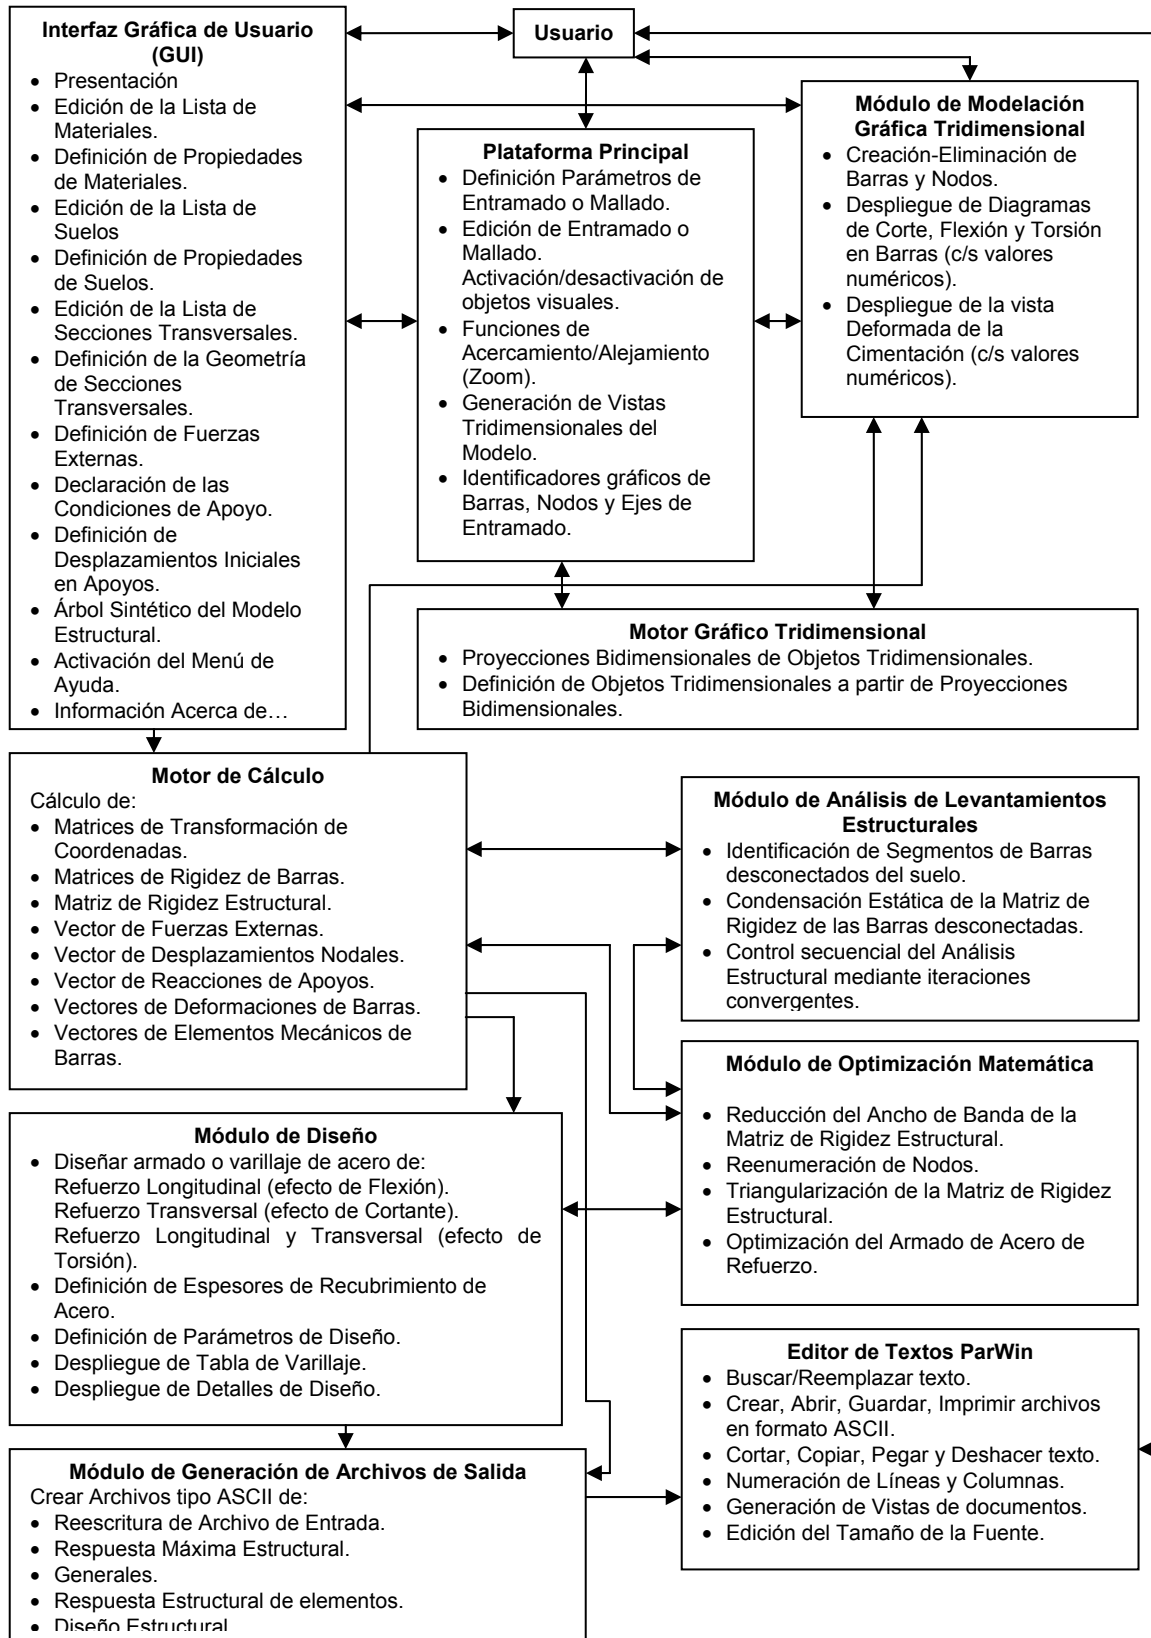 Interfaz Gráfica de Usuario
(GUI)
• Presentación
• Edición de la Lista de
Materiales.
• Definición de Propiedades
de Materiales.
• Edición de la Lista de
Suelos
• Definición de Propiedades
de Suelos.
• Edición de la Lista de
Secciones Transversales.
• Definición de la Geometría
de Secciones
Transversales.
• Definición de Fuerzas
Externas.
• Declaración de las
Condiciones de Apoyo.
• Definición de
Desplazamientos Iniciales
en Apoyos.
• Árbol Sintético del Modelo
Estructural.
• Activación del Menú de
Ayuda.
• Información Acerca de…
Usuario
Plataforma Principal
• Definición Parámetros de
Entramado o Mallado.
• Edición de Entramado o
Mallado.
Activación/desactivación de
objetos visuales.
• Funciones de
Acercamiento/Alejamiento
(Zoom).
• Generación de Vistas
Tridimensionales del
Modelo.
• Identificadores gráficos de
Barras, Nodos y Ejes de
Entramado.
Módulo de Modelación
Gráfica Tridimensional
• Creación-Eliminación de
Barras y Nodos.
• Despliegue de Diagramas
de Corte, Flexión y Torsión
en Barras (c/s valores
numéricos).
• Despliegue de la vista
Deformada de la
Cimentación (c/s valores
numéricos).
Motor Gráfico Tridimensional
• Proyecciones Bidimensionales de Objetos Tridimensionales.
• Definición de Objetos Tridimensionales a partir de Proyecciones
Bidimensionales.
Motor de Cálculo
Cálculo de:
• Matrices de Transformación de
Coordenadas.
• Matrices de Rigidez de Barras.
• Matriz de Rigidez Estructural.
• Vector de Fuerzas Externas.
• Vector de Desplazamientos Nodales.
• Vector de Reacciones de Apoyos.
• Vectores de Deformaciones de Barras.
• Vectores de Elementos Mecánicos de
Barras.
Módulo de Análisis de Levantamientos
Estructurales
• Identificación de Segmentos de Barras
desconectados del suelo.
• Condensación Estática de la Matriz de
Rigidez de las Barras desconectadas.
• Control secuencial del Análisis
Estructural mediante iteraciones
convergentes.
Módulo de Optimización Matemática
• Reducción del Ancho de Banda de la
Matriz de Rigidez Estructural.
• Reenumeración de Nodos.
• Triangularización de la Matriz de Rigidez
Estructural.
• Optimización del Armado de Acero de
Refuerzo.
Módulo de Diseño
• Diseñar armado o varillaje de acero de:
Refuerzo Longitudinal (efecto de Flexión).
Refuerzo Transversal (efecto de Cortante).
Refuerzo Longitudinal y Transversal (efecto de
Torsión).
• Definición de Espesores de Recubrimiento de
Acero.
• Definición de Parámetros de Diseño.
• Despliegue de Tabla de Varillaje.
• Despliegue de Detalles de Diseño.
Editor de Textos ParWin
• Buscar/Reemplazar texto.
• Crear, Abrir, Guardar, Imprimir archivos
en formato ASCII.
• Cortar, Copiar, Pegar y Deshacer texto.
• Numeración de Líneas y Columnas.
• Generación de Vistas de documentos.
• Edición del Tamaño de la Fuente.
Módulo de Generación de Archivos de Salida
Crear Archivos tipo ASCII de:
• Reescritura de Archivo de Entrada.
• Respuesta Máxima Estructural.
• Generales.
• Respuesta Estructural de elementos.
• Diseño Estructural